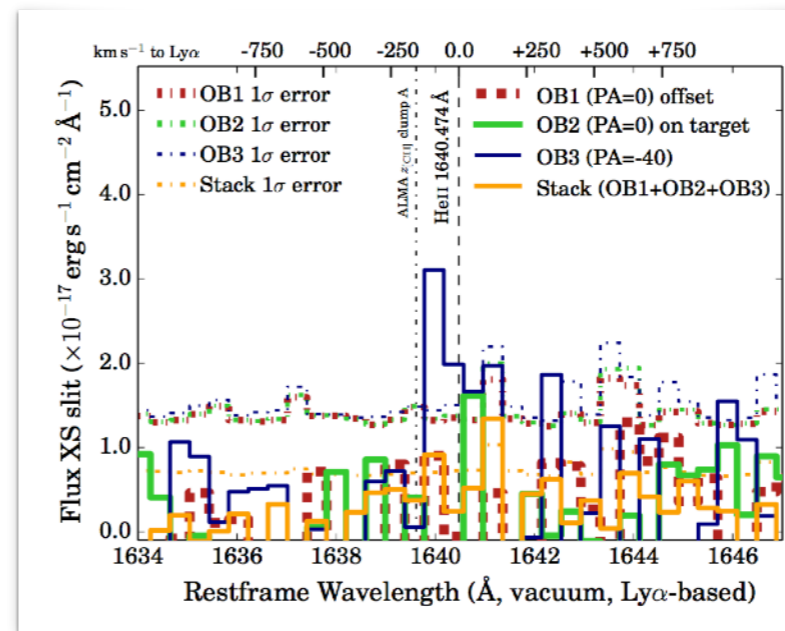 km s⁻¹ to Lyα -750 -500 -250 0.0 +250 +500 +750
5.0
4.0
3.0
2.0
1.0
0.0
Flux XS slit (×10⁻¹⁷ erg s⁻¹ cm⁻² Å⁻¹)
OB1 1σ error
OB2 1σ error
OB3 1σ error
Stack 1σ error
ALMA z[CII] clump A
HeII 1640.474 Å
OB1 (PA=0) offset
OB2 (PA=0) on target
OB3 (PA=-40)
Stack (OB1+OB2+OB3)
1634 1636 1638 1640 1642 1644 1646
Restframe Wavelength (Å, vacuum, Lyα-based)